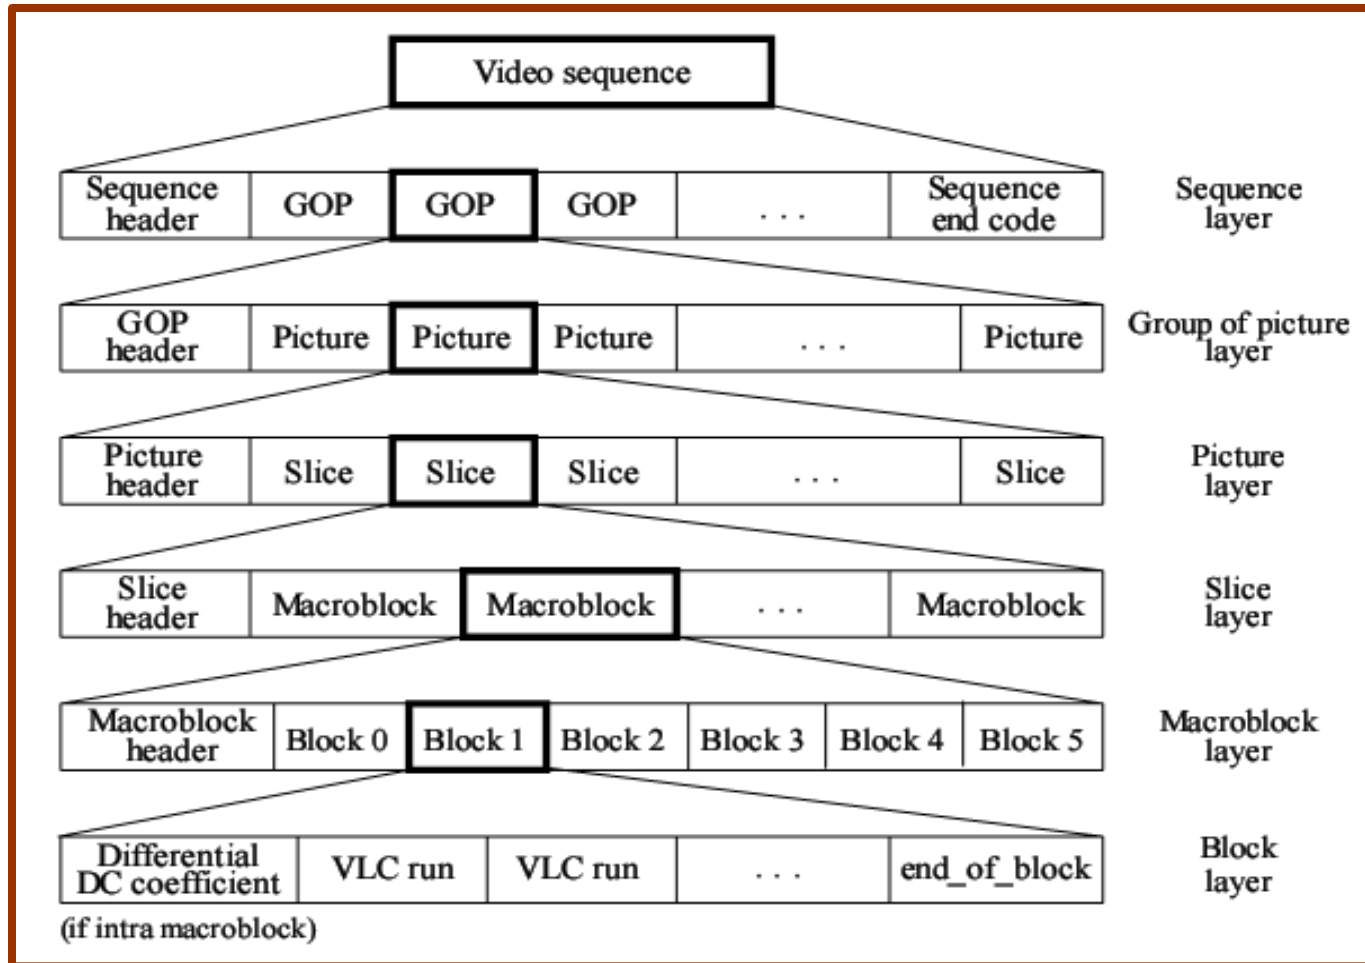 Video sequence
Sequence header GOP GOP GOP . . . Sequence end code Sequence layer
GOP header Picture Picture Picture . . . Picture Group of picture layer
Picture header Slice Slice Slice . . . Slice Picture layer
Slice header Macroblock Macroblock . . . Macroblock Slice layer
Macroblock header Block 0 Block 1 Block 2 Block 3 Block 4 Block 5 Macroblock layer
Differential DC coefficient VLC run VLC run . . . end_of_block Block layer
(if intra macroblock)